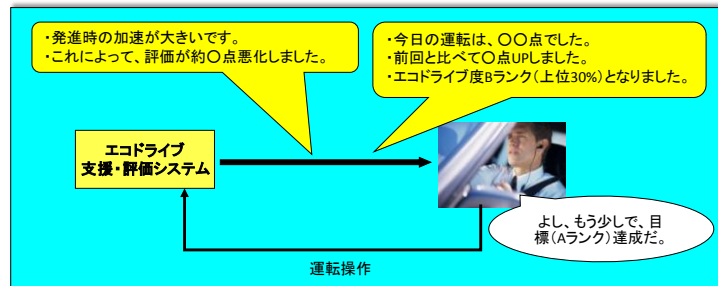 ・発進時の加速が大きいです。
・これによって、評価が約〇点悪化しました。
・今日の運転は、〇〇点でした。
・前回と比べて〇点UPしました。
・エコドライブ度Bランク(上位30%)となりました。
エコドライブ
支援・評価システム
よし、もう少しで、目
標(Aランク)達成だ。
運転操作